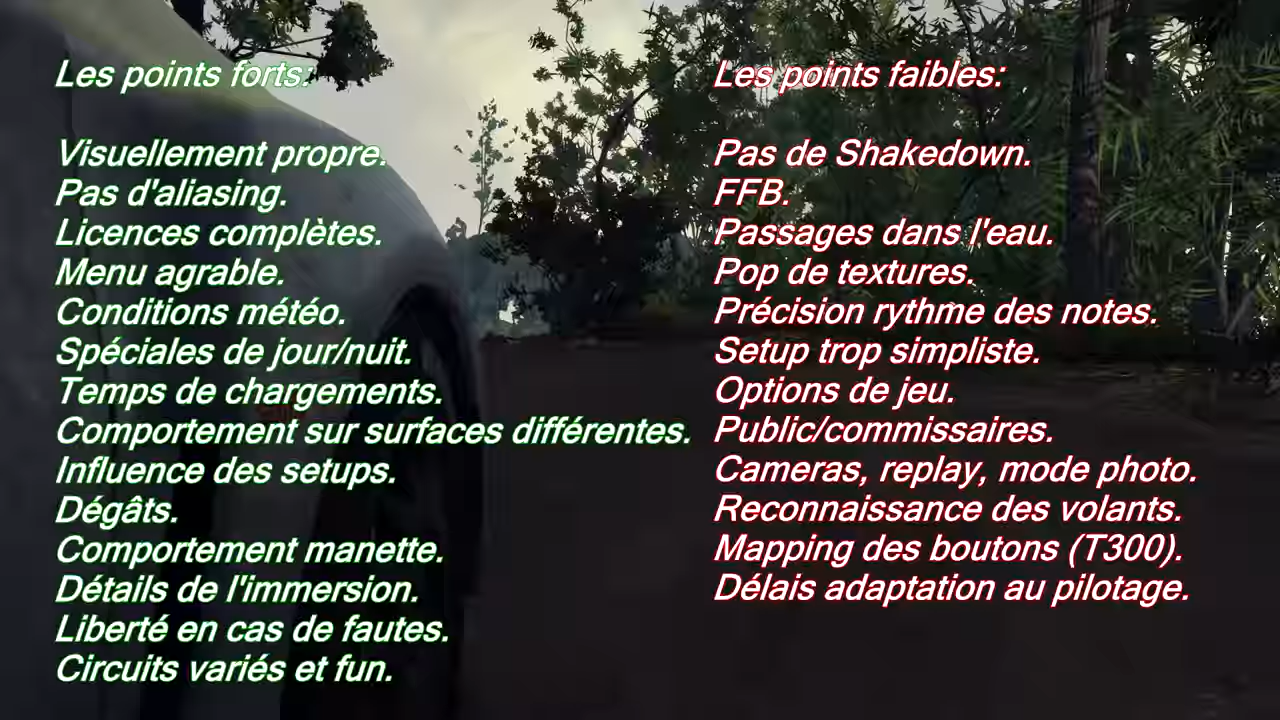 Les points forts:
Visuellement propre.
Pas d'aliasing.
Licences complètes.
Menu agrable.
Conditions météo.
Spéciales de jour/nuit.
Temps de chargements.
Comportement sur surfaces différentes.
Influence des setups.
Dégâts.
Comportement manette.
Détails de l'immersion.
Liberté en cas de fautes.
Circuits variés et fun.
Les points faibles:
Pas de Shakedown.
FFB.
Passages dans l'eau.
Pop de textures.
Précision rythme des notes.
Setup trop simpliste.
Options de jeu.
Public/commissaires.
Cameras, replay, mode photo.
Reconnaissance des volants.
Mapping des boutons (T300).
Délais adaptation au pilotage.